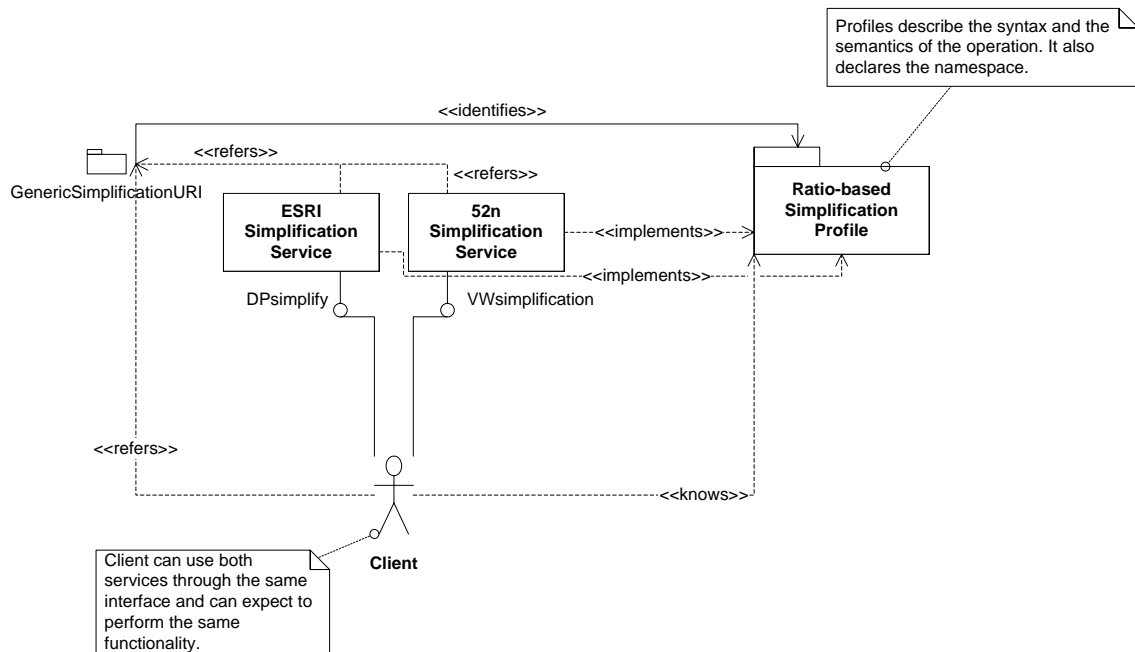 Profiles describe the syntax and the
semantics of the operation. It also
declares the namespace.
<<identifies>>
<<refers>>
<<refers>>
GenericSimplificationURI
ESRI
Simplification
Service
52n
Simplification
Service
Ratio-based
Simplification
Profile
<<implements>>
<<implements>>
DPsimplify
VWsimplification
<<refers>>
<<knows>>
Client
Client can use both
services through the same
interface and can expect to
perform the same
functionality.